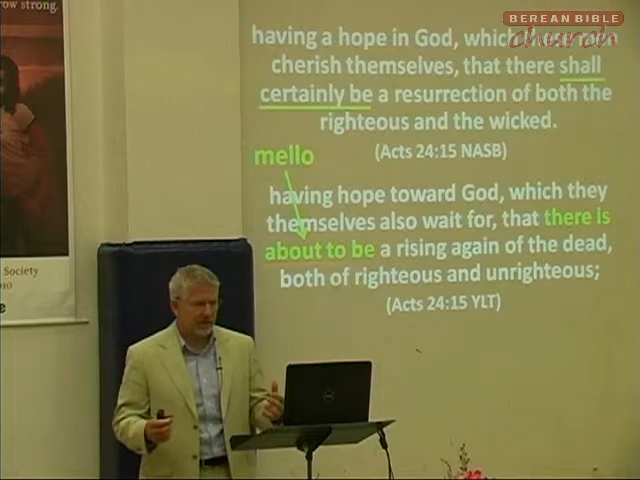 ow strong.
BEREAN BIBLE
church
having a hope in God, which
cherish themselves, that there shall
certainly be a resurrection of both the
righteous and the wicked.
(Acts 24:15 NASB)
mello
having hope toward God, which they
themselves also wait for, that there is
about to be a rising again of the dead,
both of righteous and unrighteous;
(Acts 24:15 YLT)
Society
DELL